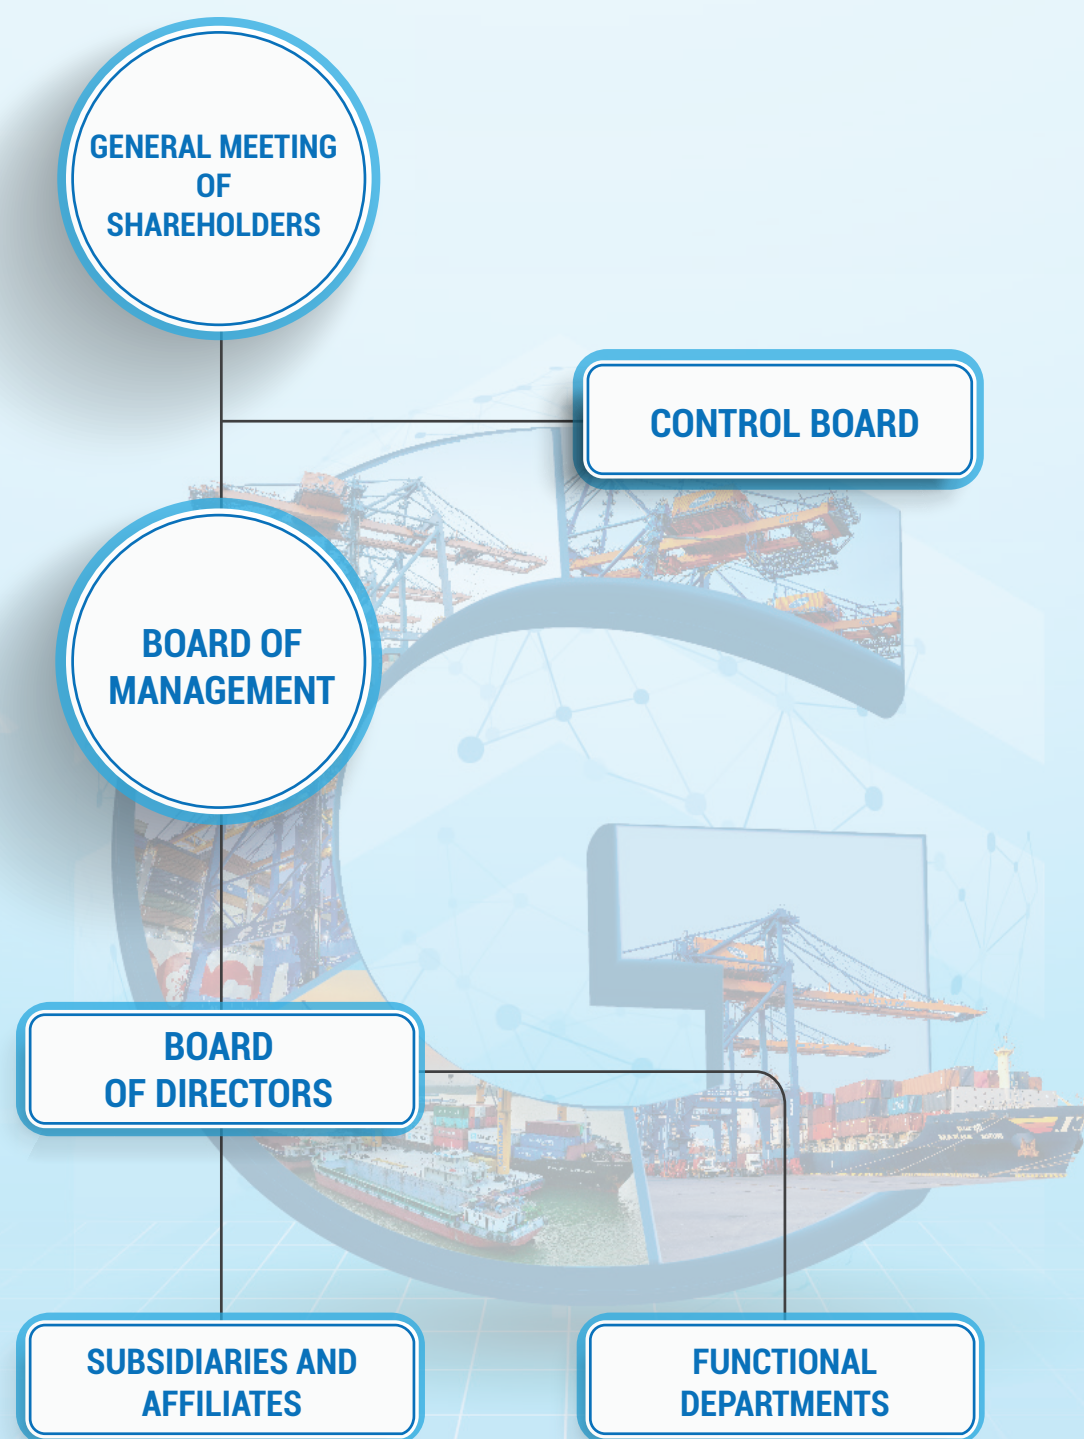 GENERAL MEETING
OF
SHAREHOLDERS
CONTROL BOARD
BOARD OF
MANAGEMENT
BOARD
OF DIRECTORS
SUBSIDIARIES AND
AFFILIATES
FUNCTIONAL
DEPARTMENTS